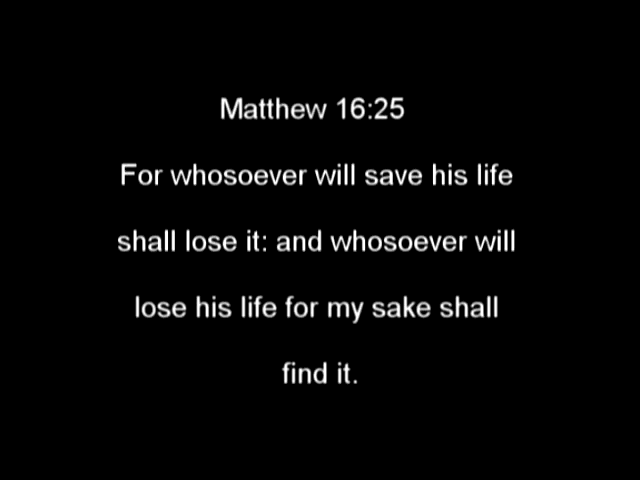 Matthew 16:25
For whosoever will save his life
shall lose it: and whosoever will
lose his life for my sake shall
find it.